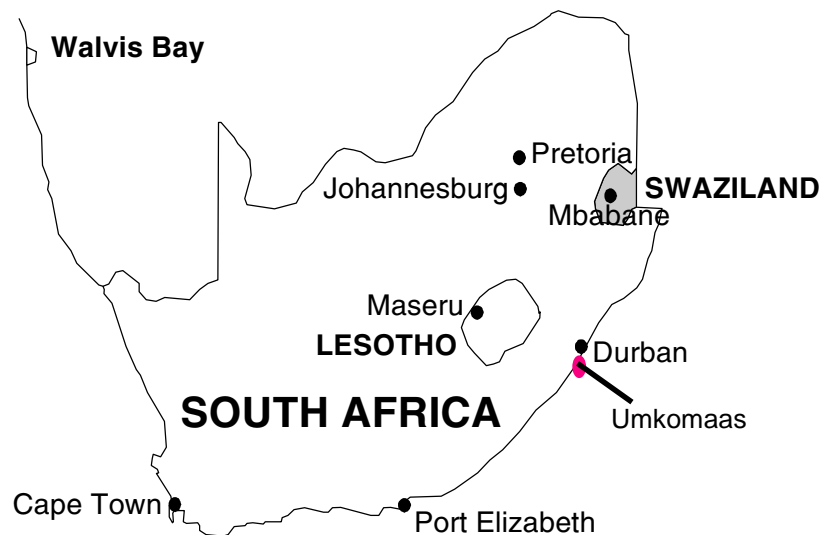 Walvis Bay
Pretoria
Johannesburg
SWAZILAND
Mbabane
Maseru
LESOTHO
Durban
SOUTH AFRICA
Umkomaas
Cape Town
Port Elizabeth